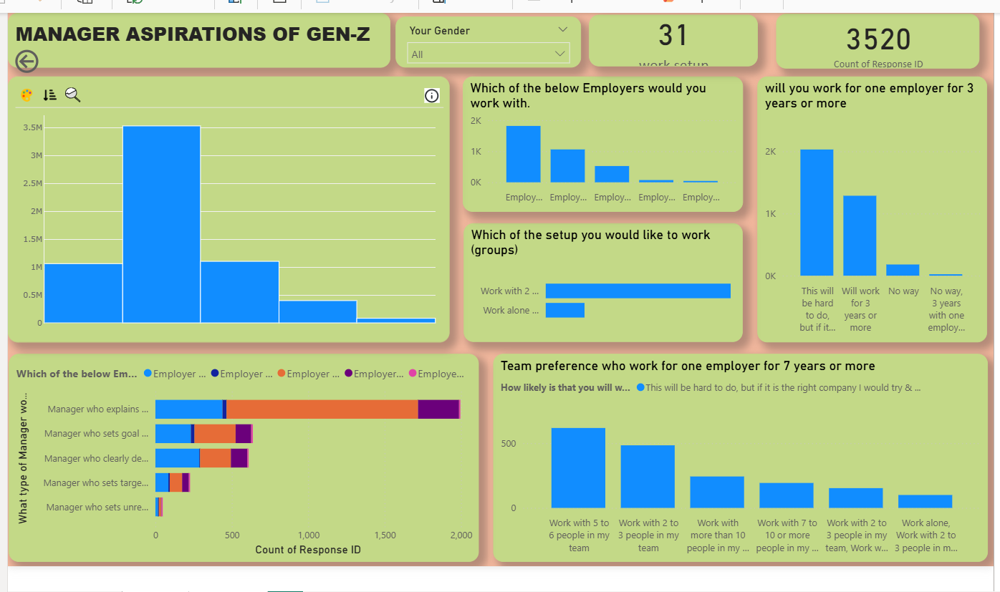 MANAGER ASPIRATIONS OF GEN-Z
Your Gender
All
31
work setup
3520
Count of Response ID
3.5M
3M
2.5M
2M
1.5M
1M
0.5M
0
Which of the below Employers would you
work with.
2K
1K
0K
Employ... Employ... Employ... Employ... Employ...
Which of the setup you would like to work
(groups)
Work with 2 ...
Work alone ...
will you work for one employer for 3
years or more
2K
1K
0K
This will
be hard
to do,
but if it...
Will work
for 3
years or
more
No way
No way,
3 years
with one
employ...
Which of the below Em... Employer ... Employer ... Employer ... Employer... Employe...
What type of Manager wo...
Manager who explains ...
Manager who sets goal ...
Manager who clearly de...
Manager who sets targe...
Manager who sets unre...
0 500 1,000 1,500 2,000
Count of Response ID
Team preference who work for one employer for 7 years or more
How likely is that you will w... This will be hard to do, but if it is the right company I would try & ...
500
0
Work with 5 to
6 people in my
team
Work with 2 to
3 people in my
team
Work with
more than 10
people in my ...
Work with 7 to
10 or more
people in my ...
Work with 2 to
3 people in my
team, Work w...
Work alone,
Work with 2 to
3 people in m...